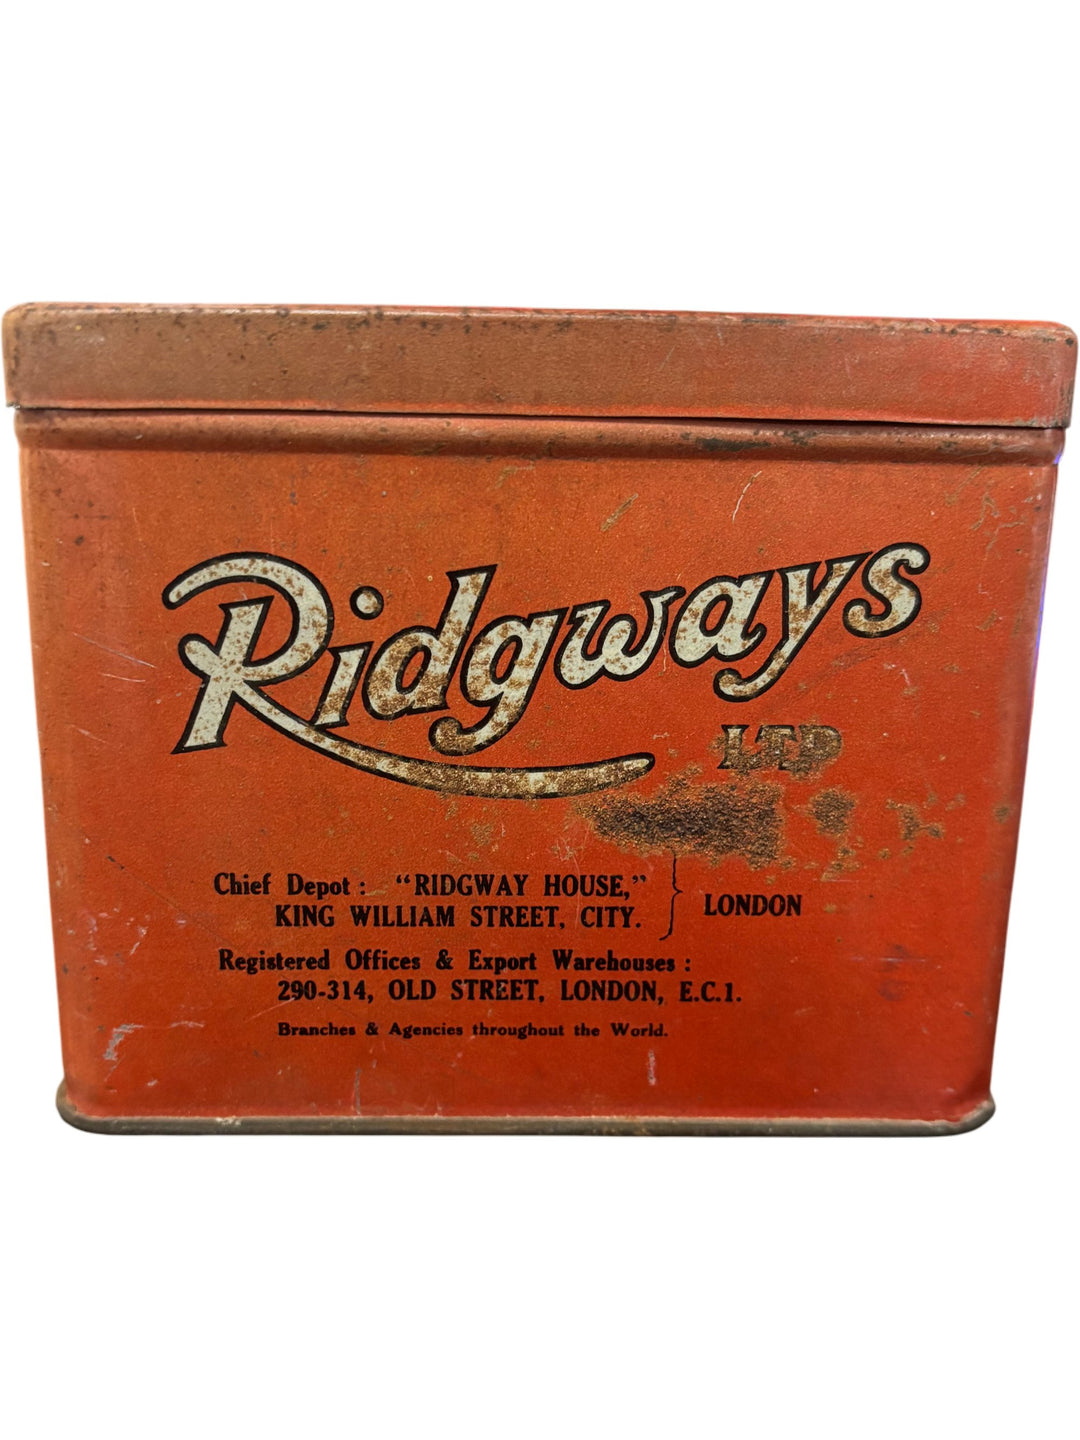 Ridgways
LTD
Chief Depot: "RIDGWAY HOUSE,"
KING WILLIAM STREET, CITY. } LONDON
Registered Offices & Export Warehouses:
290-314, OLD STREET, LONDON, E.C.1.
Branches & Agencies throughout the World.